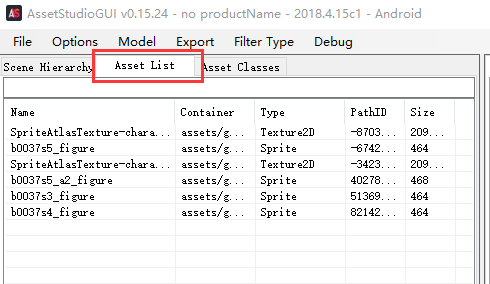 AS AssetStudioGUI v0.15.24 - no productName - 2018.4.15c1 - Android
File Options Model Export Filter Type Debug
Scene Hierarchy Asset List Asset Classes
Name Container Type PathID Size
SpriteAtlasTexture-chara... assets/g... Texture2D -8703... 209...
b0037s5_figure assets/g... Sprite -6742... 464
SpriteAtlasTexture-chara... assets/g... Texture2D -3423... 209...
b0037s5_a2_figure assets/g... Sprite 40278... 468
b0037s3_figure assets/g... Sprite 51369... 464
b0037s4_figure assets/g... Sprite 82142... 464